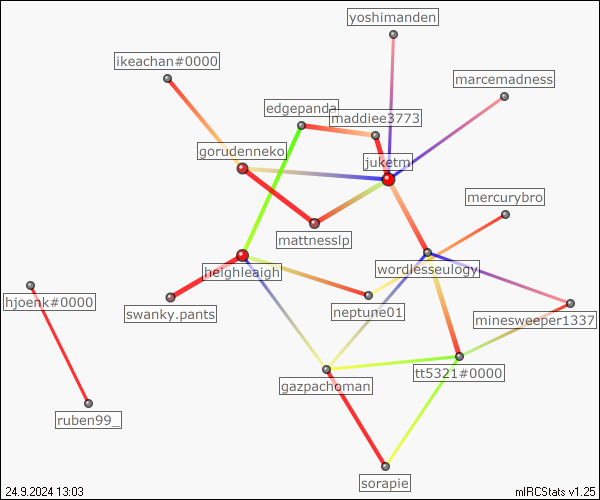 yoshimanden
ikeachan#0000
marcemadness
edgepanda
maddiee3773
gorudenneko
juketm
mercurybro
mattnesslp
heighleaigh
wordlesseulogy
hjoenk#0000
swanky.pants
neptune01
minesweeper1337
gazpachoman
tt5321#0000
ruben99_
sorapie
24.9.2024 13:03
mIRCStats v1.25